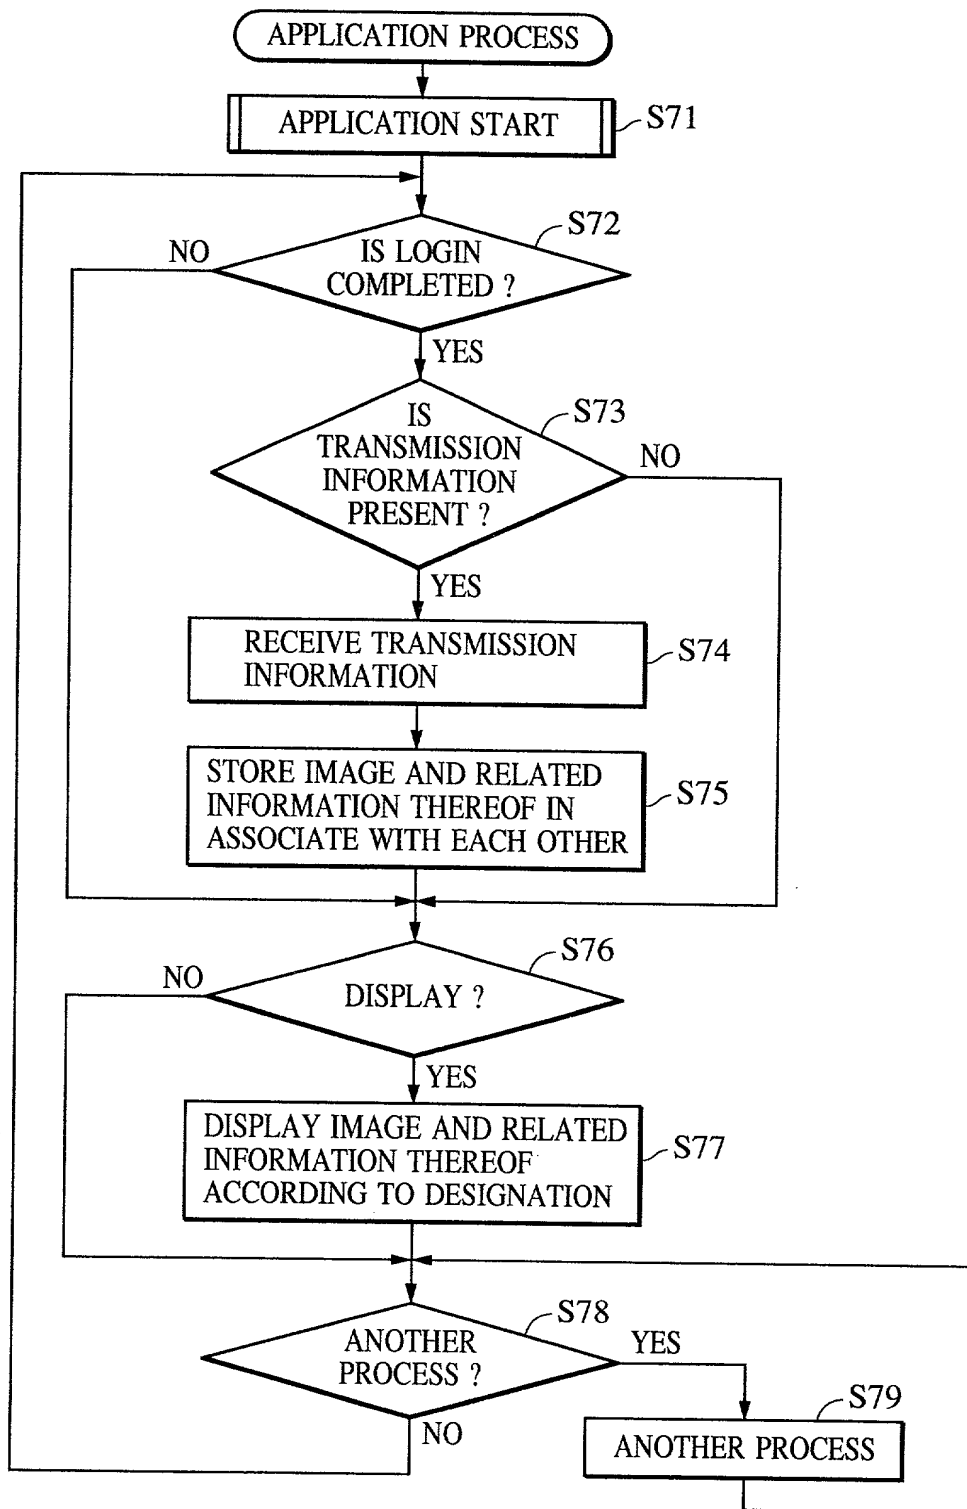 APPLICATION PROCESS
APPLICATION START
S71
S72
IS LOGIN
COMPLETED ?
NO
YES
S73
IS
TRANSMISSION
INFORMATION
PRESENT ?
NO
YES
RECEIVE TRANSMISSION
INFORMATION
S74
STORE IMAGE AND RELATED
INFORMATION THEREOF IN
ASSOCIATE WITH EACH OTHER
S75
S76
DISPLAY ?
NO
YES
DISPLAY IMAGE AND RELATED
INFORMATION THEREOF
ACCORDING TO DESIGNATION
S77
S78
ANOTHER
PROCESS ?
YES
NO
S79
ANOTHER PROCESS